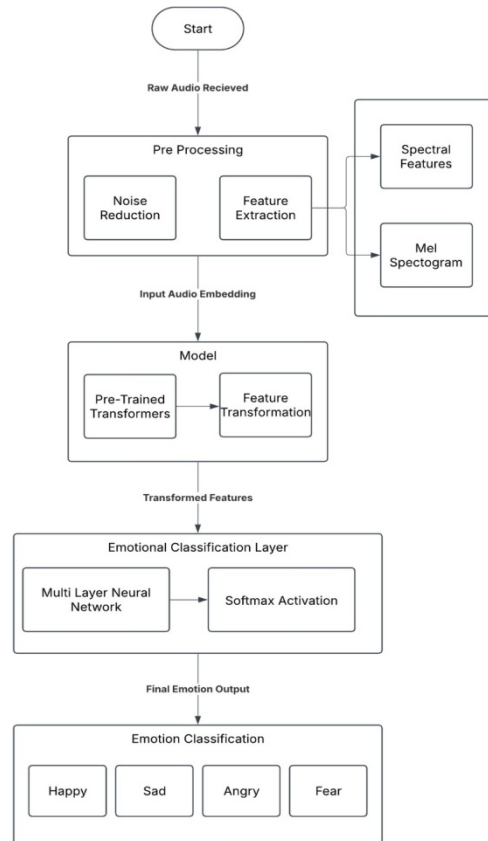 Start
Raw Audio Recieved
Pre Processing
Noise
Reduction
Feature
Extraction
Spectral
Features
Mel
Spectogram
Input Audio Embedding
Model
Pre-Trained
Transformers
Feature
Transformation
Transformed Features
Emotional Classification Layer
Multi Layer Neural
Network
Softmax Activation
Final Emotion Output
Emotion Classification
Happy
Sad
Angry
Fear